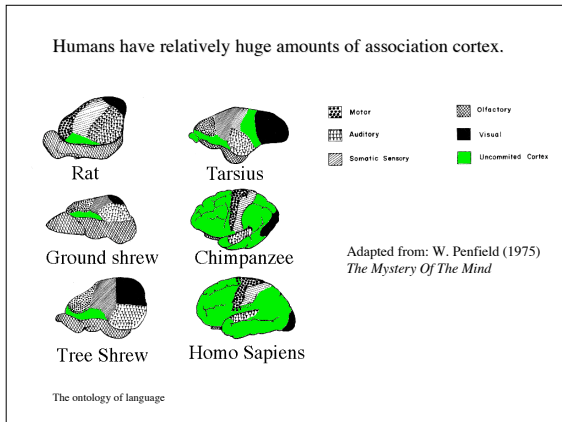 Humans have relatively huge amounts of association cortex.
Rat
Tarsius
Ground shrew
Chimpanzee
Tree Shrew
Homo Sapiens
Motor
Olfactory
Auditory
Visual
Somatic Sensory
Uncommited Cortex
Adapted from: W. Penfield (1975)
The Mystery Of The Mind
The ontology of language